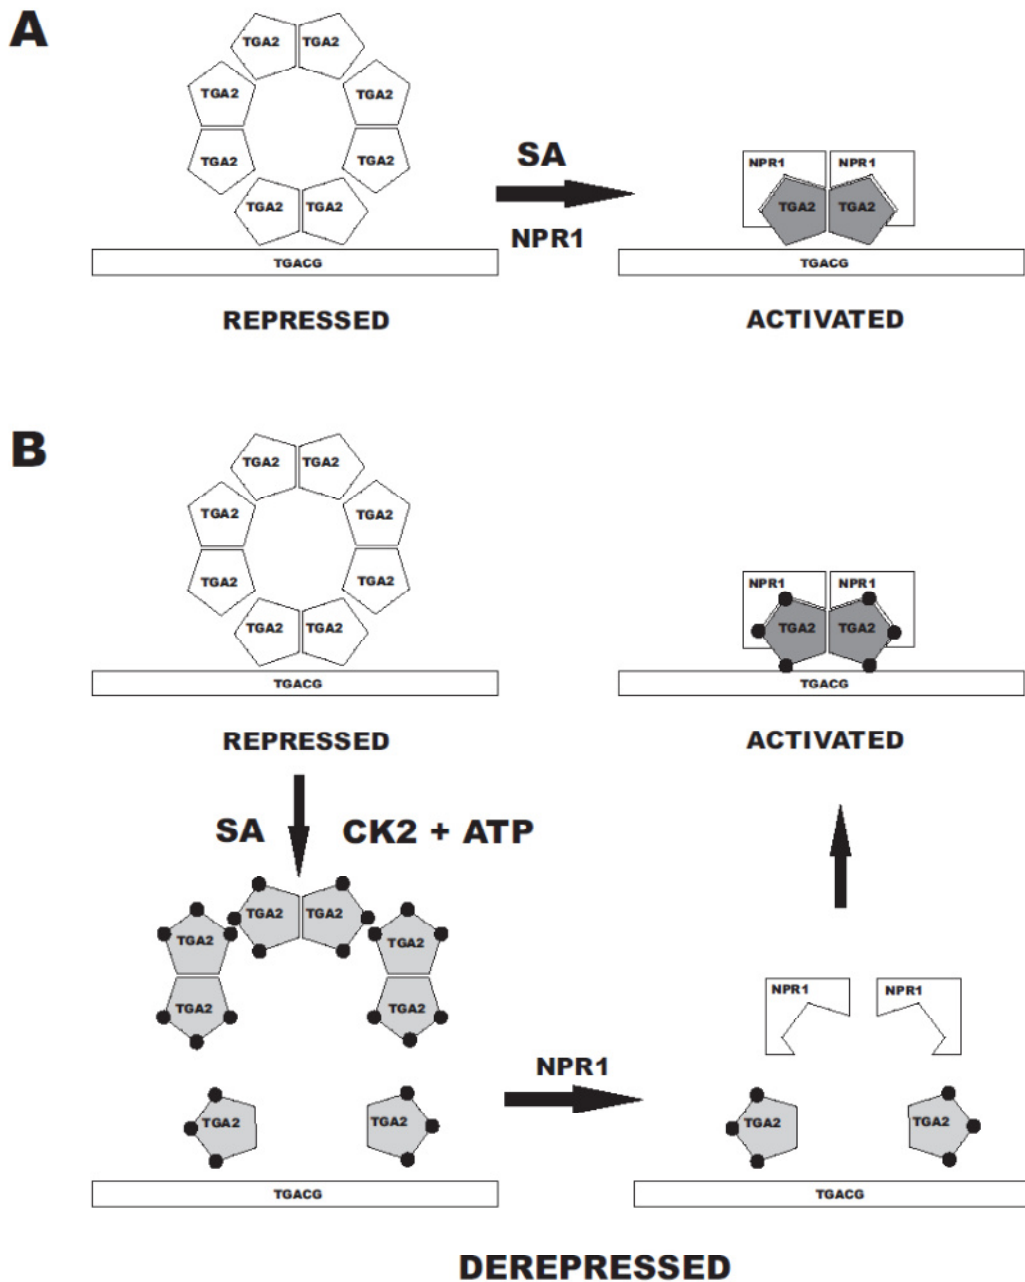 A
TGA2 TGA2
TGA2 TGA2
TGA2 TGA2
TGA2 TGA2
TGACG
REPRESSED
SA
NPR1
NPR1 NPR1
TGA2 TGA2
TGACG
ACTIVATED
B
TGA2 TGA2
TGA2 TGA2
TGA2 TGA2
TGA2 TGA2
TGACG
REPRESSED
NPR1 NPR1
TGA2 TGA2
TGACG
ACTIVATED
SA CK2 + ATP
TGA2 TGA2
TGA2 TGA2
TGA2 TGA2
TGA2 TGA2
TGACG
NPR1
NPR1 NPR1
TGA2 TGA2
TGACG
DEREPRESSED